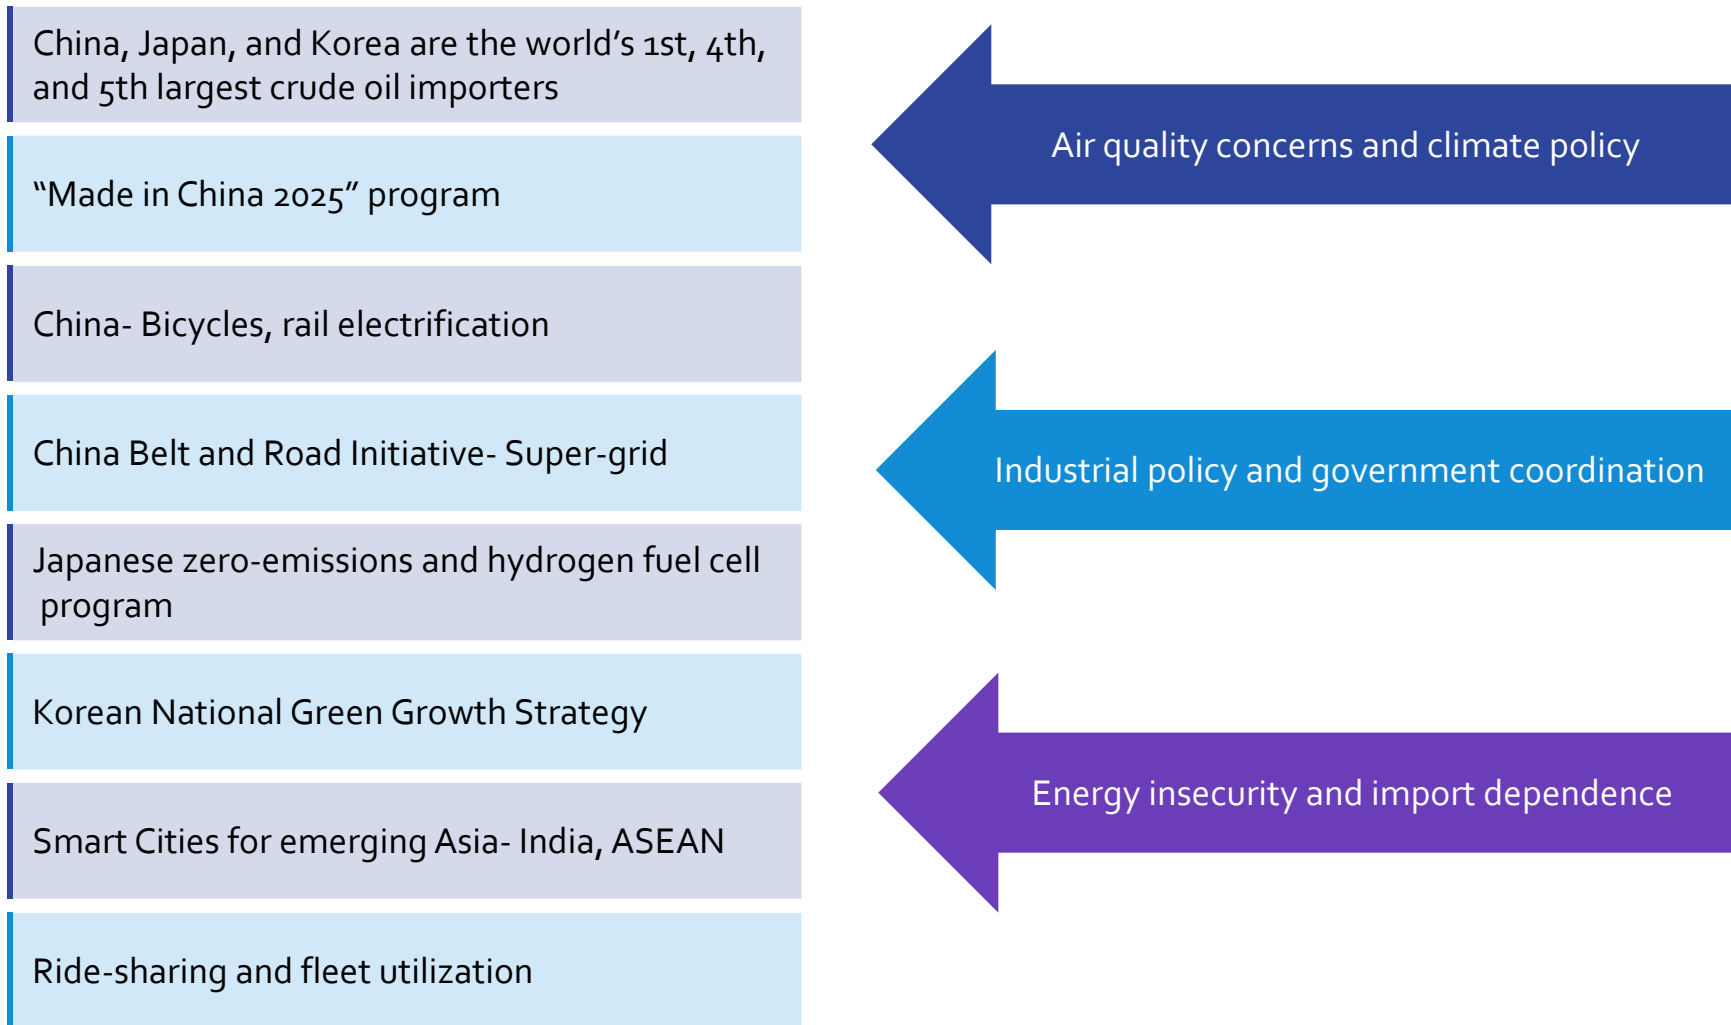 China, Japan, and Korea are the world’s 1st, 4th,
and 5th largest crude oil importers
“Made in China 2025” program
China- Bicycles, rail electrification
China Belt and Road Initiative- Super-grid
Japanese zero-emissions and hydrogen fuel cell
program
Korean National Green Growth Strategy
Smart Cities for emerging Asia- India, ASEAN
Ride-sharing and fleet utilization
Air quality concerns and climate policy
Industrial policy and government coordination
Energy insecurity and import dependence